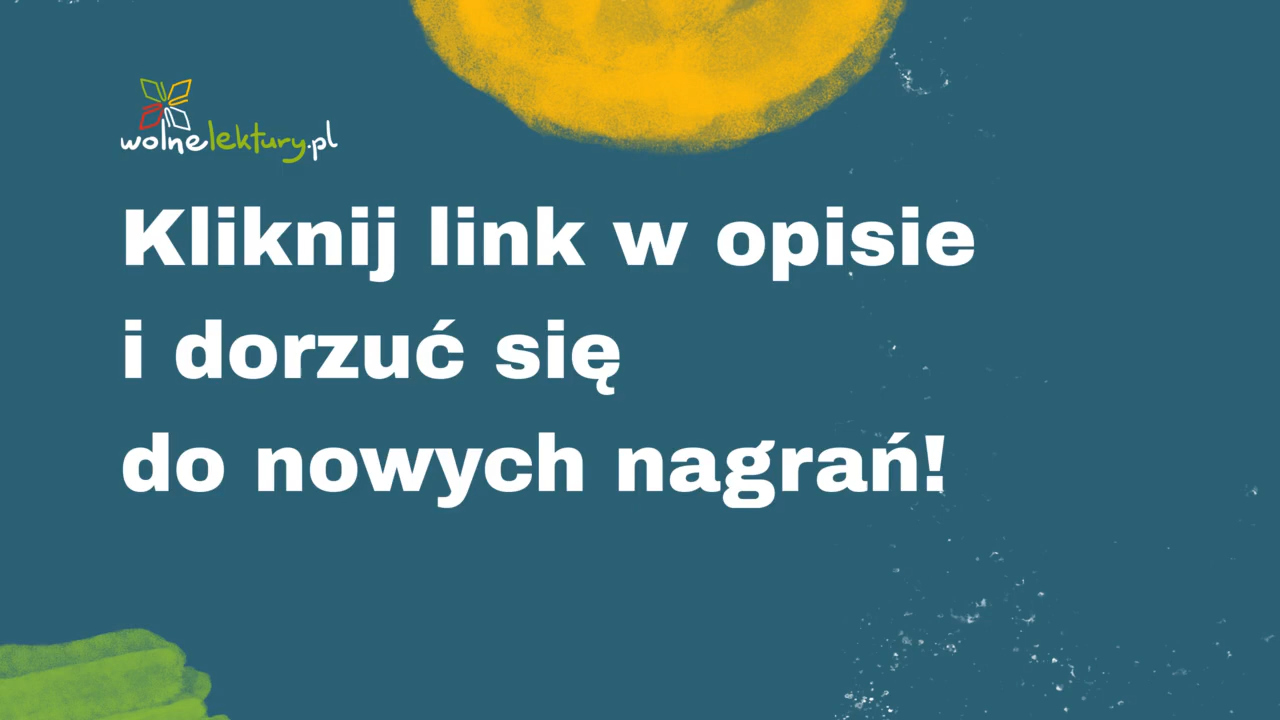 wolnelektury.pl
Kliknij link w opisie
i dorzuć się
do nowych nagrań!